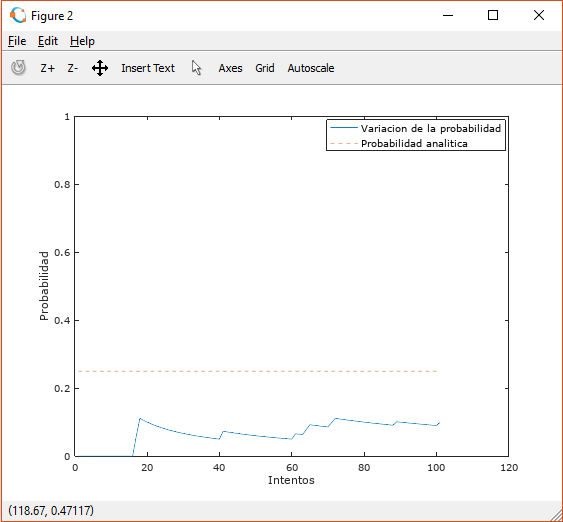 Figure 2
File Edit Help
Z+ Z- Insert Text Axes Grid Autoscale
Variacion de la probabilidad
Probabilidad analitica
1
0.8
0.6
0.4
0.2
0
Probabilidad
0 20 40 60 80 100 120
Intentos
(118.67, 0.47117)